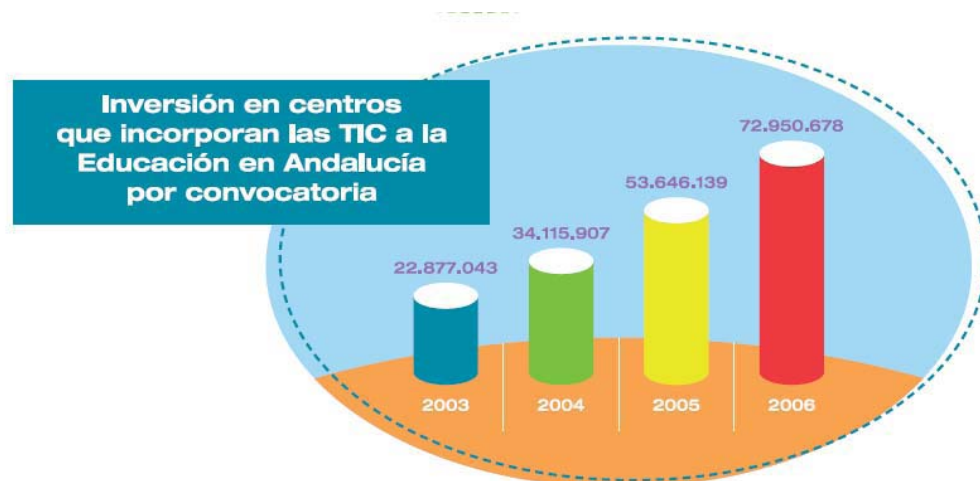 Inversión en centros
que incorporan las TIC a la
Educación en Andalucía
por convocatoria
72.950.678
53.646.139
34.115.907
22.877.043
2003 2004 2005 2006